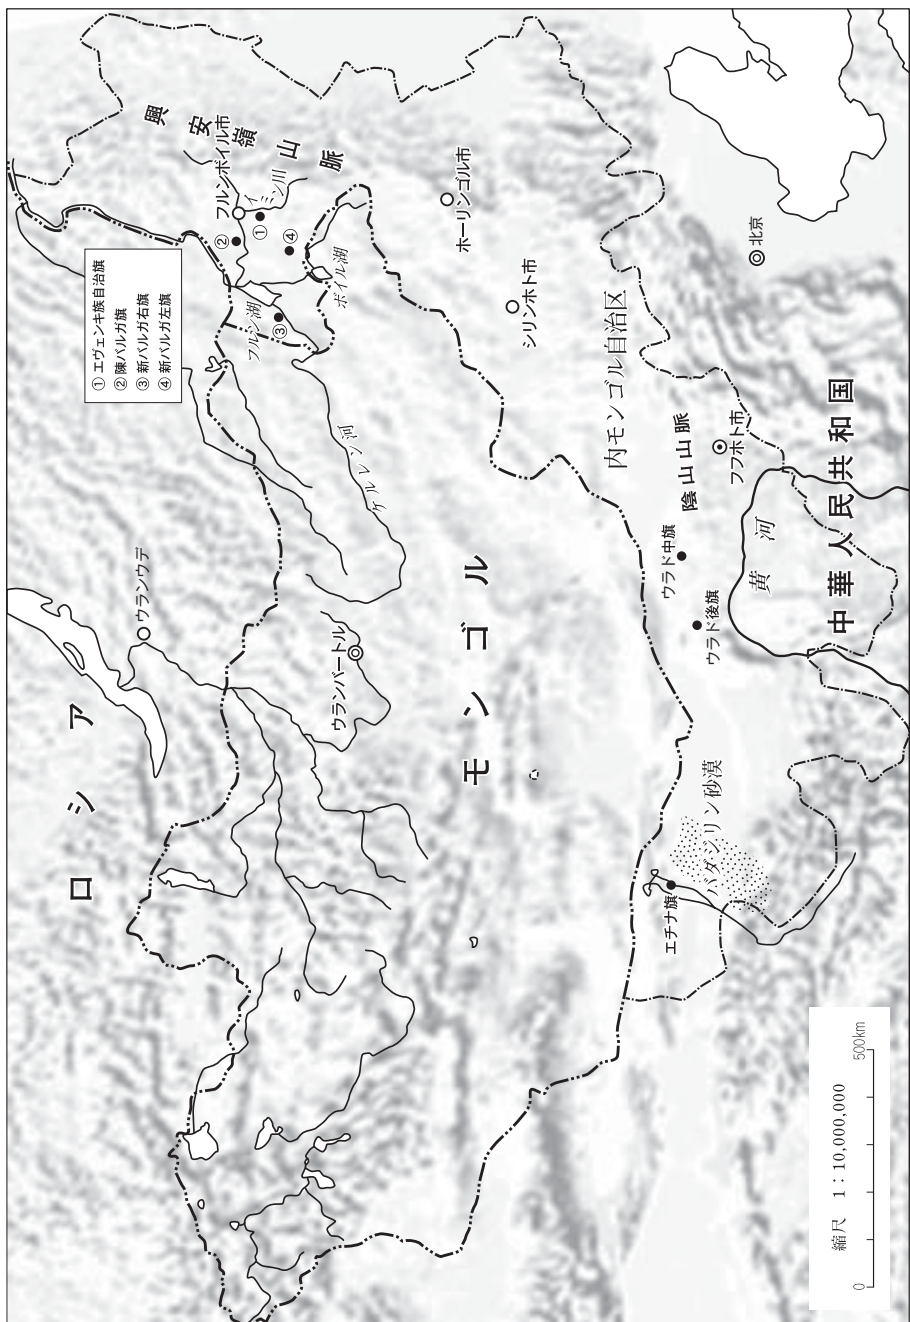 ロシア
モンゴル
中華人民共和国
内モンゴル自治区
興安嶺山脈
陰山山脈
① エヴェンキ族自治旗
② 陳バルガ旗
③ 新バルガ右旗
④ 新バルガ左旗
フルンボイル市
イミン川
①
②
③
④
フルン湖
ボイル湖
ケルレン河
ホーリンゴル市
シリンホト市
北京
フフホト市
ウラド中旗
ウラド後旗
黄河
ウランウデ
ウランバートル
バダンジリン砂漠
エチナ旗
縮尺 1：10,000,000
0 500km